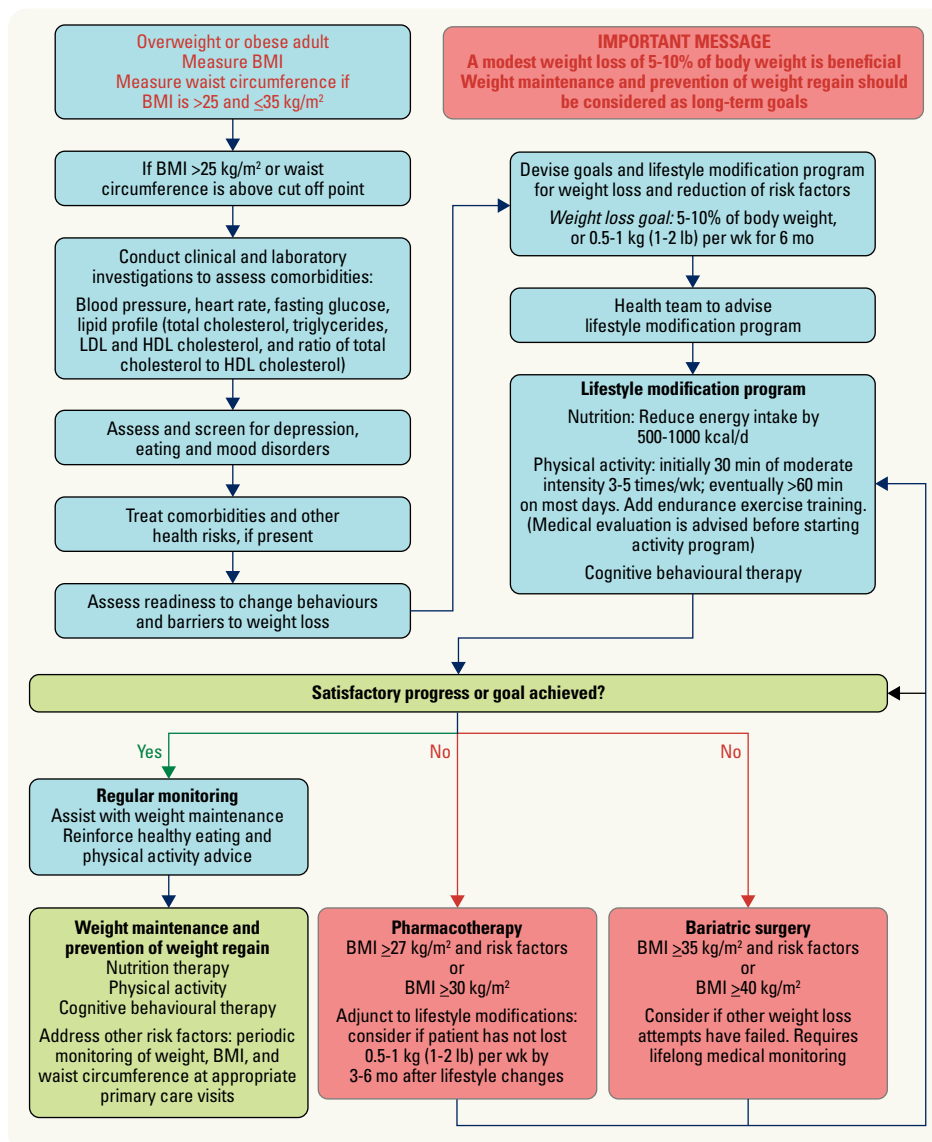 Overweight or obese adult
Measure BMI
Measure waist circumference if
BMI is >25 and ≤35 kg/m²
IMPORTANT MESSAGE
A modest weight loss of 5-10% of body weight is beneficial
Weight maintenance and prevention of weight regain should
be considered as long-term goals
If BMI >25 kg/m² or waist
circumference is above cut off point
Conduct clinical and laboratory
investigations to assess comorbidities:
Blood pressure, heart rate, fasting glucose,
lipid profile (total cholesterol, triglycerides,
LDL and HDL cholesterol, and ratio of total
cholesterol to HDL cholesterol)
Assess and screen for depression,
eating and mood disorders
Treat comorbidities and other
health risks, if present
Assess readiness to change behaviours
and barriers to weight loss
Devise goals and lifestyle modification program
for weight loss and reduction of risk factors
Weight loss goal: 5-10% of body weight,
or 0.5-1 kg (1-2 lb) per wk for 6 mo
Health team to advise
lifestyle modification program
Lifestyle modification program
Nutrition: Reduce energy intake by
500-1000 kcal/d
Physical activity: initially 30 min of moderate
intensity 3-5 times/wk; eventually >60 min
on most days. Add endurance exercise training.
(Medical evaluation is advised before starting
activity program)
Cognitive behavioural therapy
Satisfactory progress or goal achieved?
Yes
No
No
Regular monitoring
Assist with weight maintenance
Reinforce healthy eating and
physical activity advice
Weight maintenance and
prevention of weight regain
Nutrition therapy
Physical activity
Cognitive behavioural therapy
Address other risk factors: periodic
monitoring of weight, BMI, and
waist circumference at appropriate
primary care visits
Pharmacotherapy
BMI ≥27 kg/m² and risk factors
or
BMI ≥30 kg/m²
Adjunct to lifestyle modifications:
consider if patient has not lost
0.5-1 kg (1-2 lb) per wk by
3-6 mo after lifestyle changes
Bariatric surgery
BMI ≥35 kg/m² and risk factors
or
BMI ≥40 kg/m²
Consider if other weight loss
attempts have failed. Requires
lifelong medical monitoring